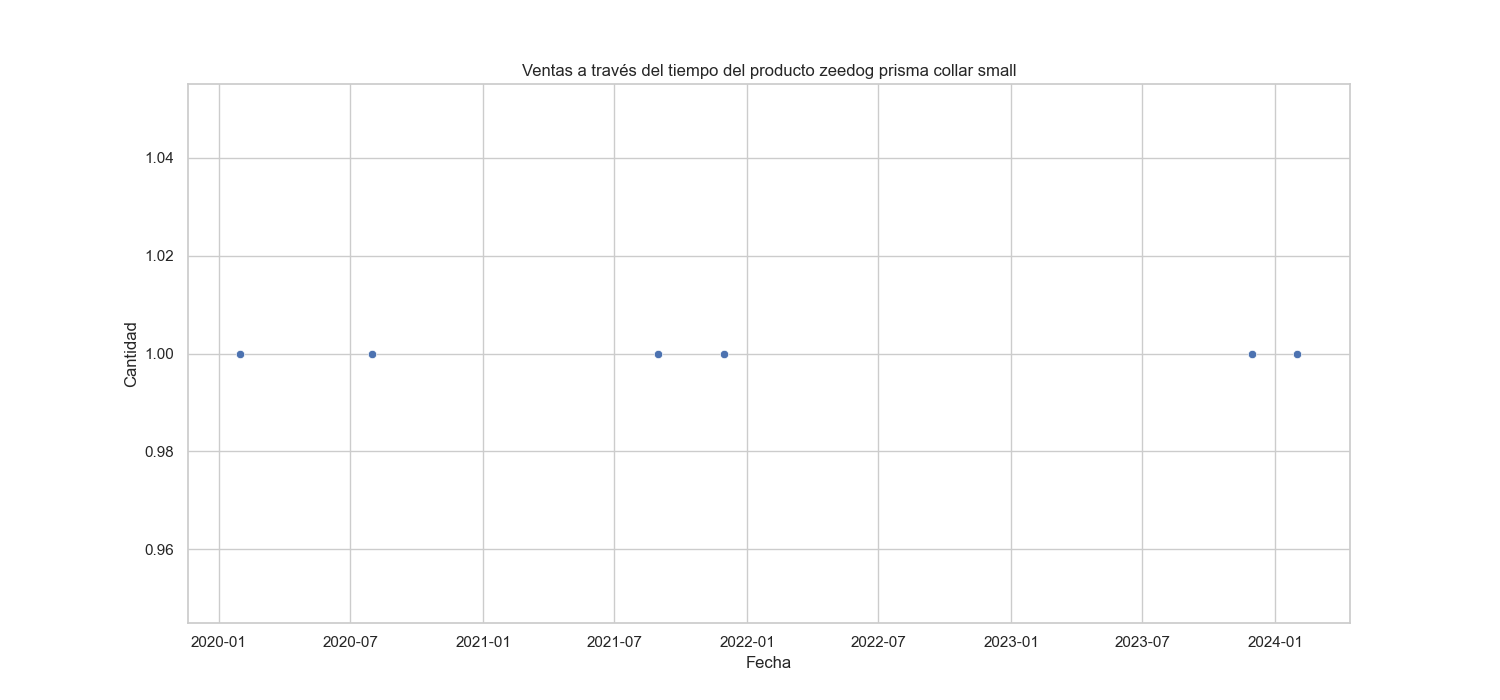 Ventas a través del tiempo del producto zeedog prisma collar small
1.04
1.02
1.00
0.98
0.96
Cantidad
2020-01 2020-07 2021-01 2021-07 2022-01 2022-07 2023-01 2023-07 2024-01
Fecha